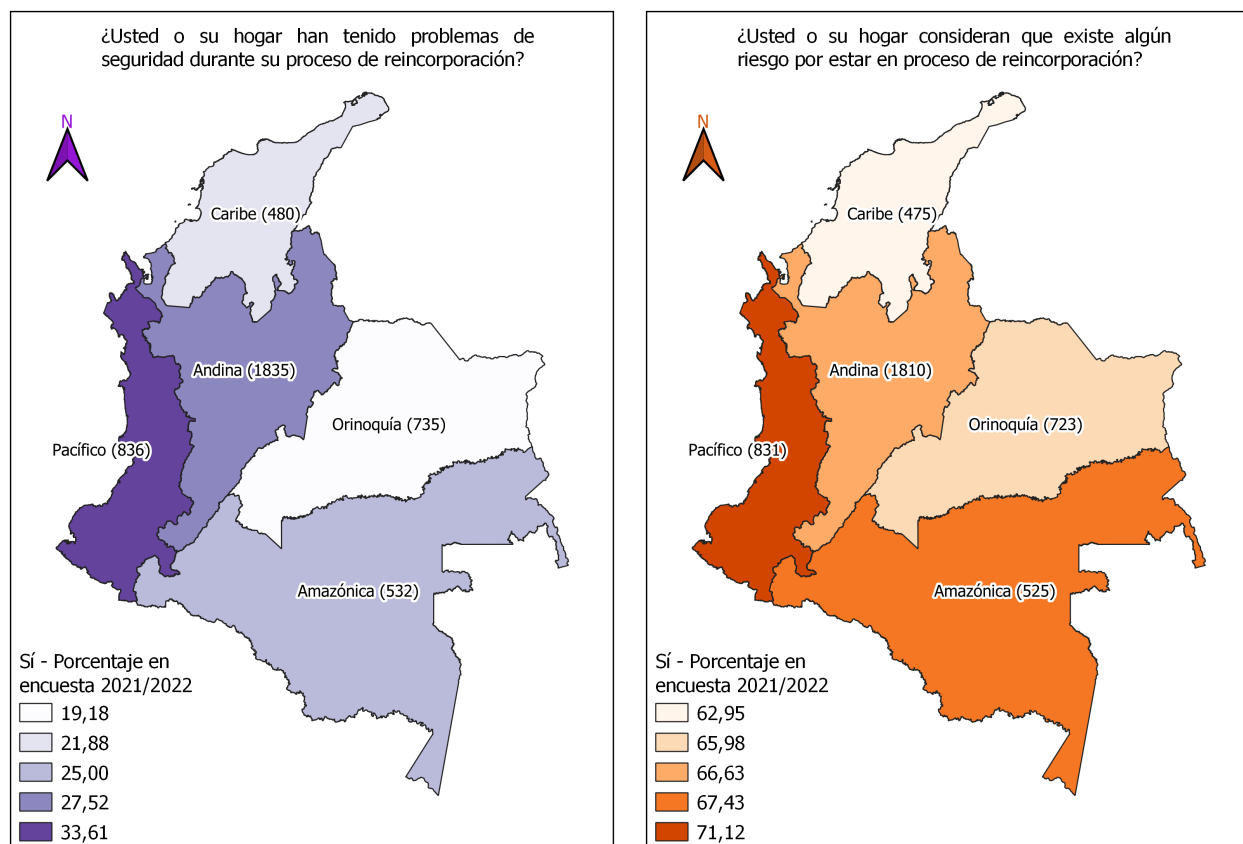 ¿Usted o su hogar han tenido problemas de
seguridad durante su proceso de reincorporación?
N
Caribe (480)
Andina (1835)
Orinoquía (735)
Pacífico (836)
Amazónica (532)
Sí - Porcentaje en
encuesta 2021/2022
19,18
21,88
25,00
27,52
33,61
¿Usted o su hogar consideran que existe algún
riesgo por estar en proceso de reincorporación?
N
Caribe (475)
Andina (1810)
Orinoquía (723)
Pacífico (831)
Amazónica (525)
Sí - Porcentaje en
encuesta 2021/2022
62,95
65,98
66,63
67,43
71,12